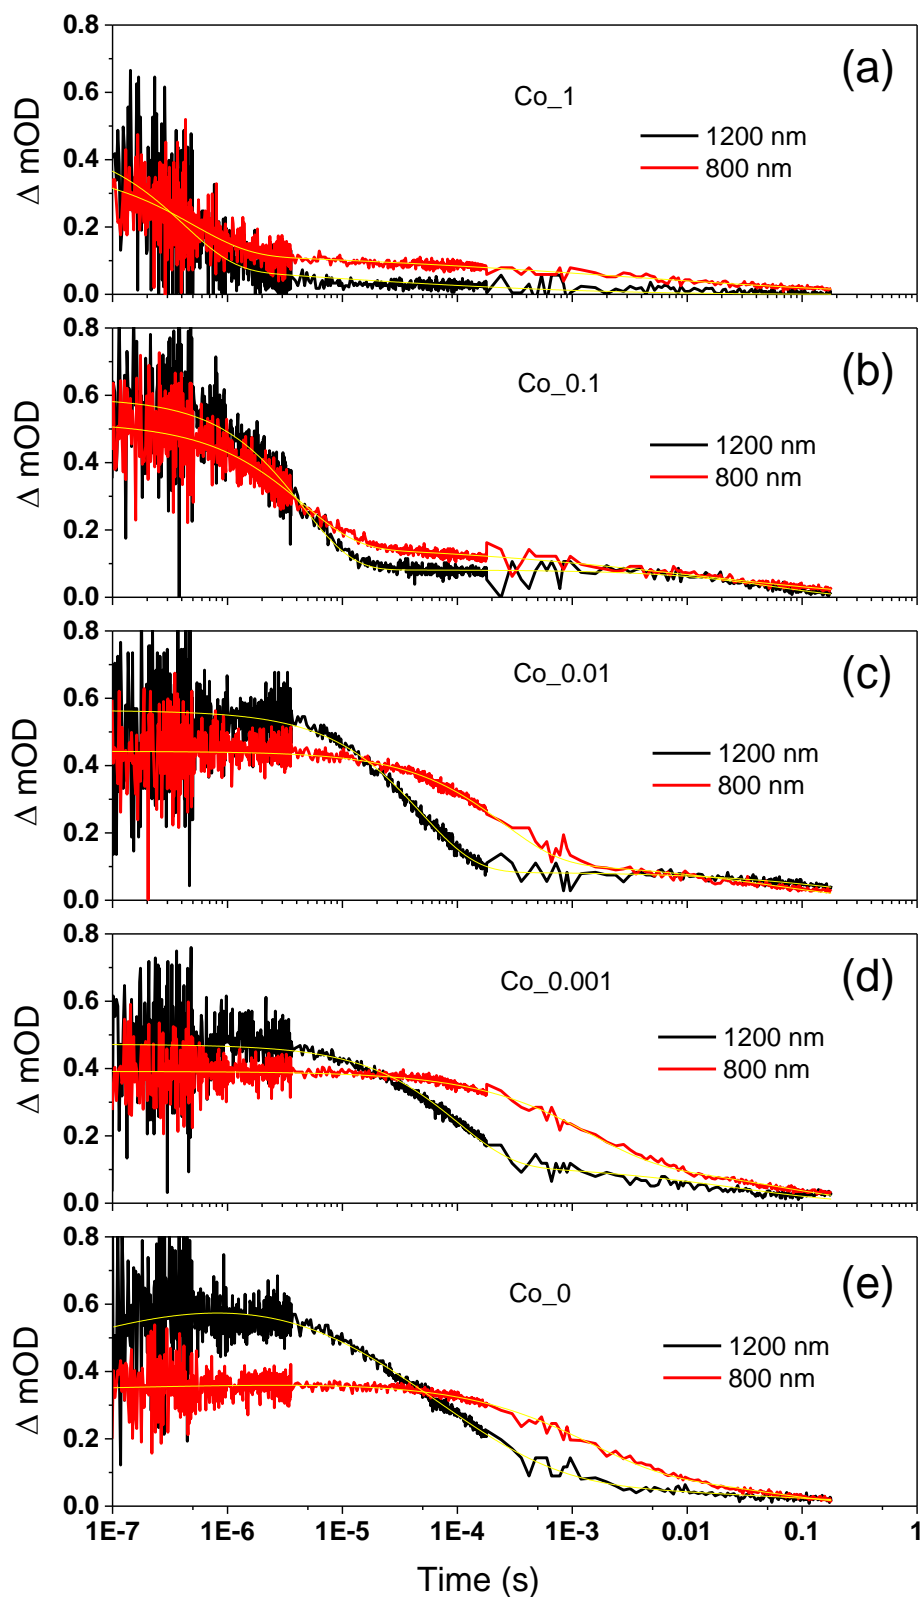 0.8
(a)
Co_1
0.6
1200 nm
Δ mOD
0.4
800 nm
0.2
0.0
0.8
(b)
Co_0.1
0.6
1200 nm
Δ mOD
0.4
800 nm
0.2
0.0
0.8
(c)
Co_0.01
0.6
1200 nm
Δ mOD
0.4
800 nm
0.2
0.0
0.8
(d)
Co_0.001
0.6
1200 nm
Δ mOD
0.4
800 nm
0.2
0.0
0.8
(e)
Co_0
0.6
1200 nm
Δ mOD
0.4
800 nm
0.2
0.0
1E-7 1E-6 1E-5 1E-4 1E-3 0.01 0.1 1
Time (s)